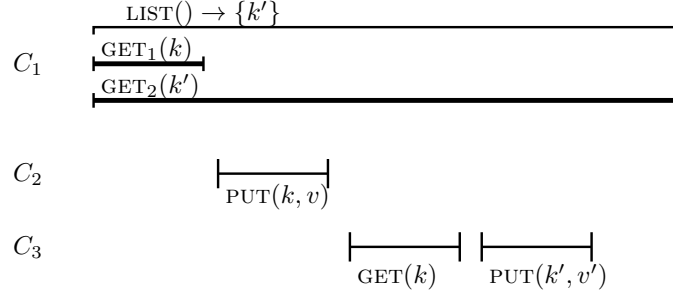 LIST() → {k′}
C₁
GET₁(k)
GET₂(k′)
C₂
PUT(k, v)
C₃
GET(k)
PUT(k′, v′)